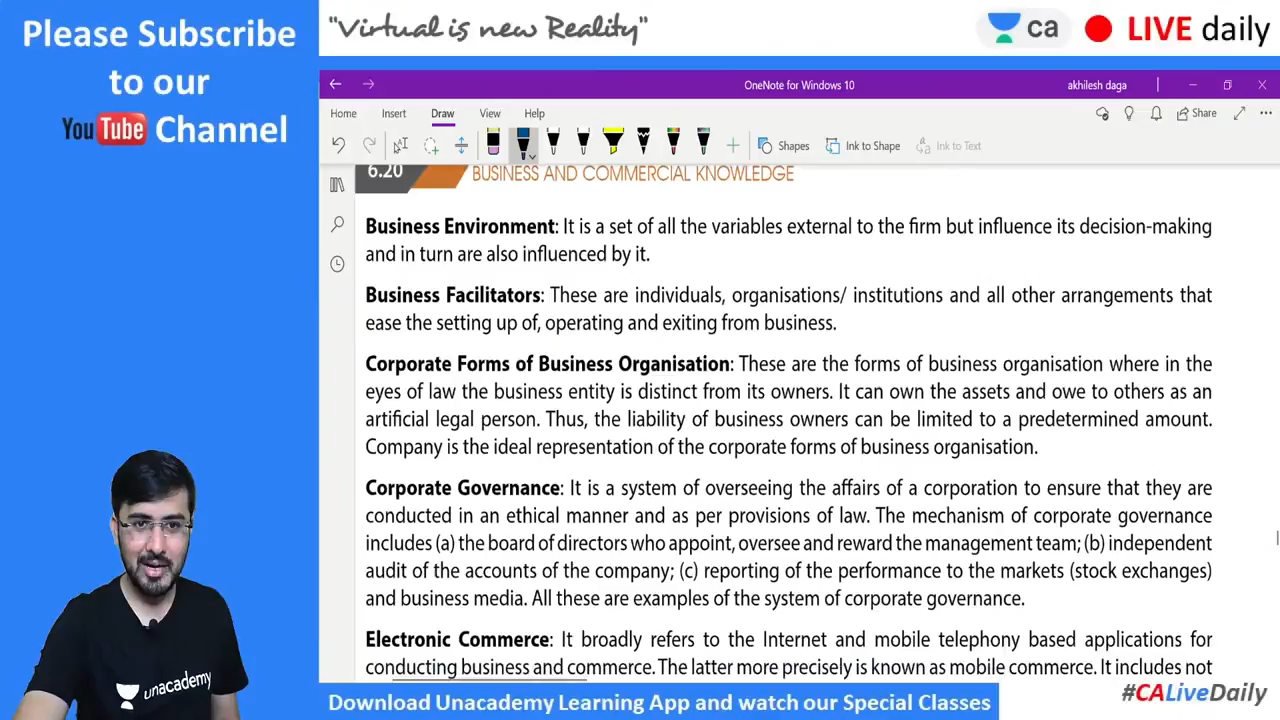 Please Subscribe
to our
YouTube Channel
"Virtual is new Reality"
ca
LIVE daily
OneNote for Windows 10
akhilesh daga
Home
Insert
Draw
View
Help
Share
Shapes
Ink to Shape
Ink to Text
6.20
BUSINESS AND COMMERCIAL KNOWLEDGE
Business Environment: It is a set of all the variables external to the firm but influence its decision-making
and in turn are also influenced by it.
Business Facilitators: These are individuals, organisations/ institutions and all other arrangements that
ease the setting up of, operating and exiting from business.
Corporate Forms of Business Organisation: These are the forms of business organisation where in the
eyes of law the business entity is distinct from its owners. It can own the assets and owe to others as an
artificial legal person. Thus, the liability of business owners can be limited to a predetermined amount.
Company is the ideal representation of the corporate forms of business organisation.
Corporate Governance: It is a system of overseeing the affairs of a corporation to ensure that they are
conducted in an ethical manner and as per provisions of law. The mechanism of corporate governance
includes (a) the board of directors who appoint, oversee and reward the management team; (b) independent
audit of the accounts of the company; (c) reporting of the performance to the markets (stock exchanges)
and business media. All these are examples of the system of corporate governance.
Electronic Commerce: It broadly refers to the Internet and mobile telephony based applications for
conducting business and commerce. The latter more precisely is known as mobile commerce. It includes not
unacademy
Download Unacademy Learning App and watch our Special Classes
#CALiveDaily